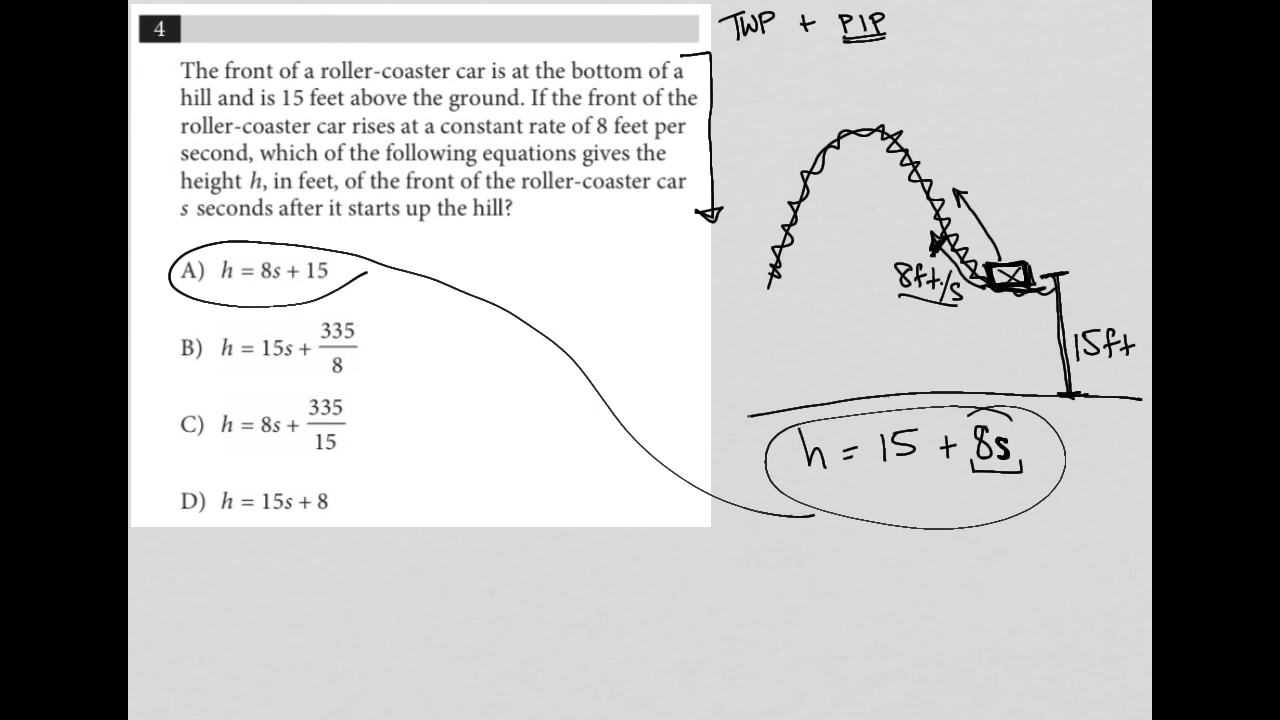 4
The front of a roller-coaster car is at the bottom of a
hill and is 15 feet above the ground. If the front of the
roller-coaster car rises at a constant rate of 8 feet per
second, which of the following equations gives the
height h, in feet, of the front of the roller-coaster car
s seconds after it starts up the hill?
A) h = 8s + 15
B) h = 15s + 335/8
C) h = 8s + 335/15
D) h = 15s + 8
TWP + PIP
8ft/s
15ft
h = 15 + 8s